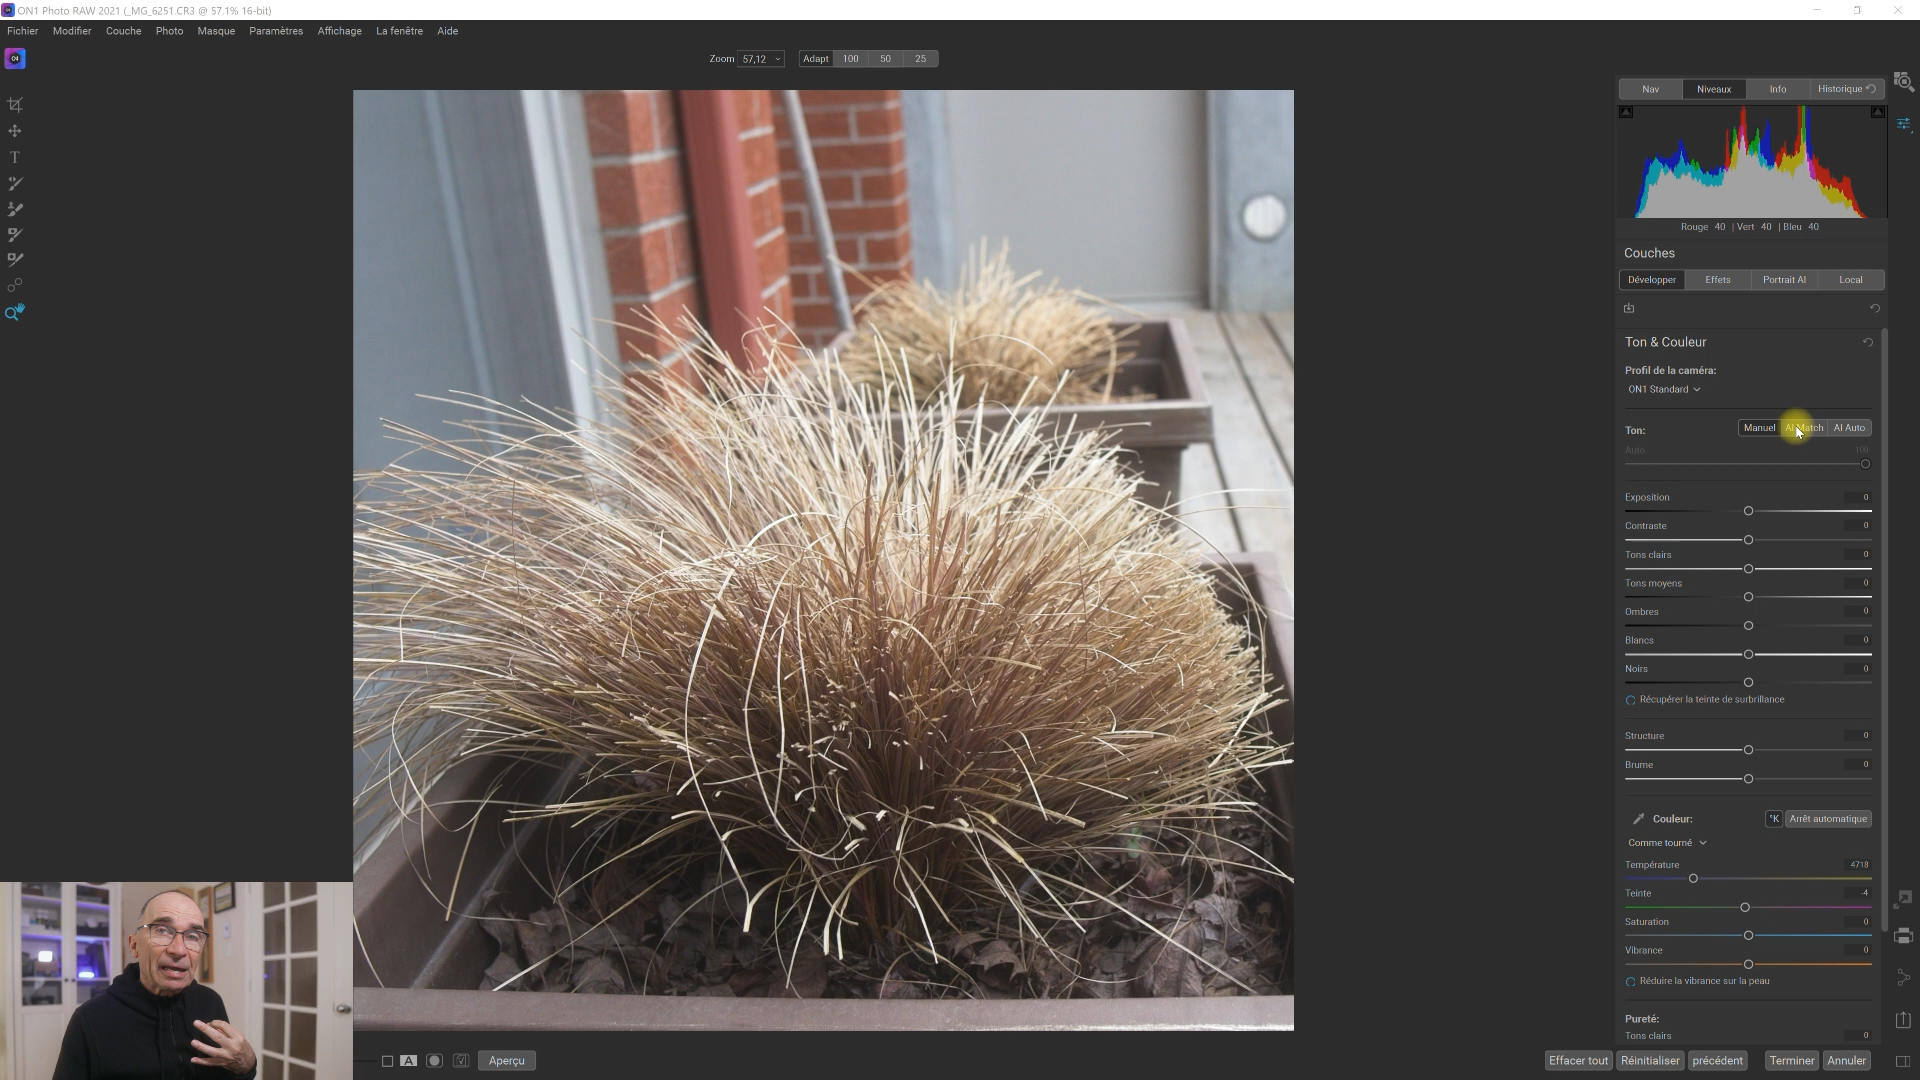 ON1 Photo RAW 2021 (_MG_6251.CR3 @ 57.1% 16-bit)
Fichier Modifier Couche Photo Masque Paramètres Affichage La fenêtre Aide
Zoom 57,12 Adapt 100 50 25
Nav Niveaux Info Historique
Rouge 40 | Vert 40 | Bleu 40
Couches
Développer Effets Portrait AI Local
Ton & Couleur
Profil de la caméra:
ON1 Standard
Ton: Manuel AI Match AI Auto
Auto 100
Exposition 0
Contraste 0
Tons clairs 0
Tons moyens 0
Ombres 0
Blancs 0
Noirs 0
Récupérer la teinte de surbrillance
Structure 0
Brume 0
Couleur: °K Arrêt automatique
Comme tourné
Température 4718
Teinte -4
Saturation 0
Vibrance 0
Réduire la vibrance sur la peau
Pureté:
Tons clairs 0
A Aperçu Effacer tout Réinitialiser précédent Terminer Annuler